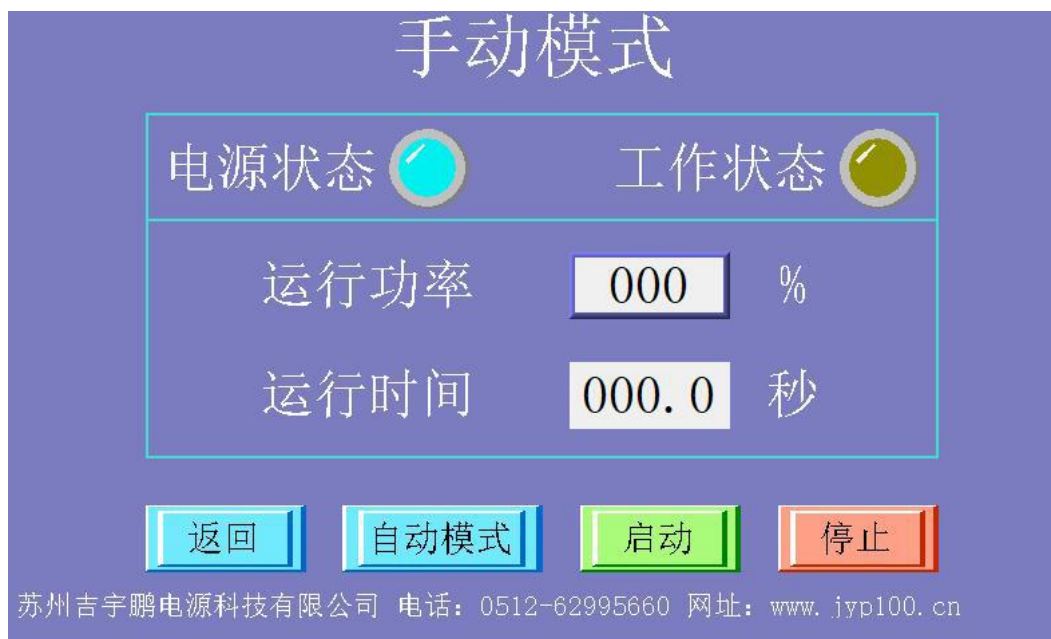 手动模式
电源状态 工作状态
运行功率 000 %
运行时间 000.0 秒
返回 自动模式 启动 停止
苏州吉宇鹏电源科技有限公司 电话：0512-62995660 网址：www.jyp100.cn